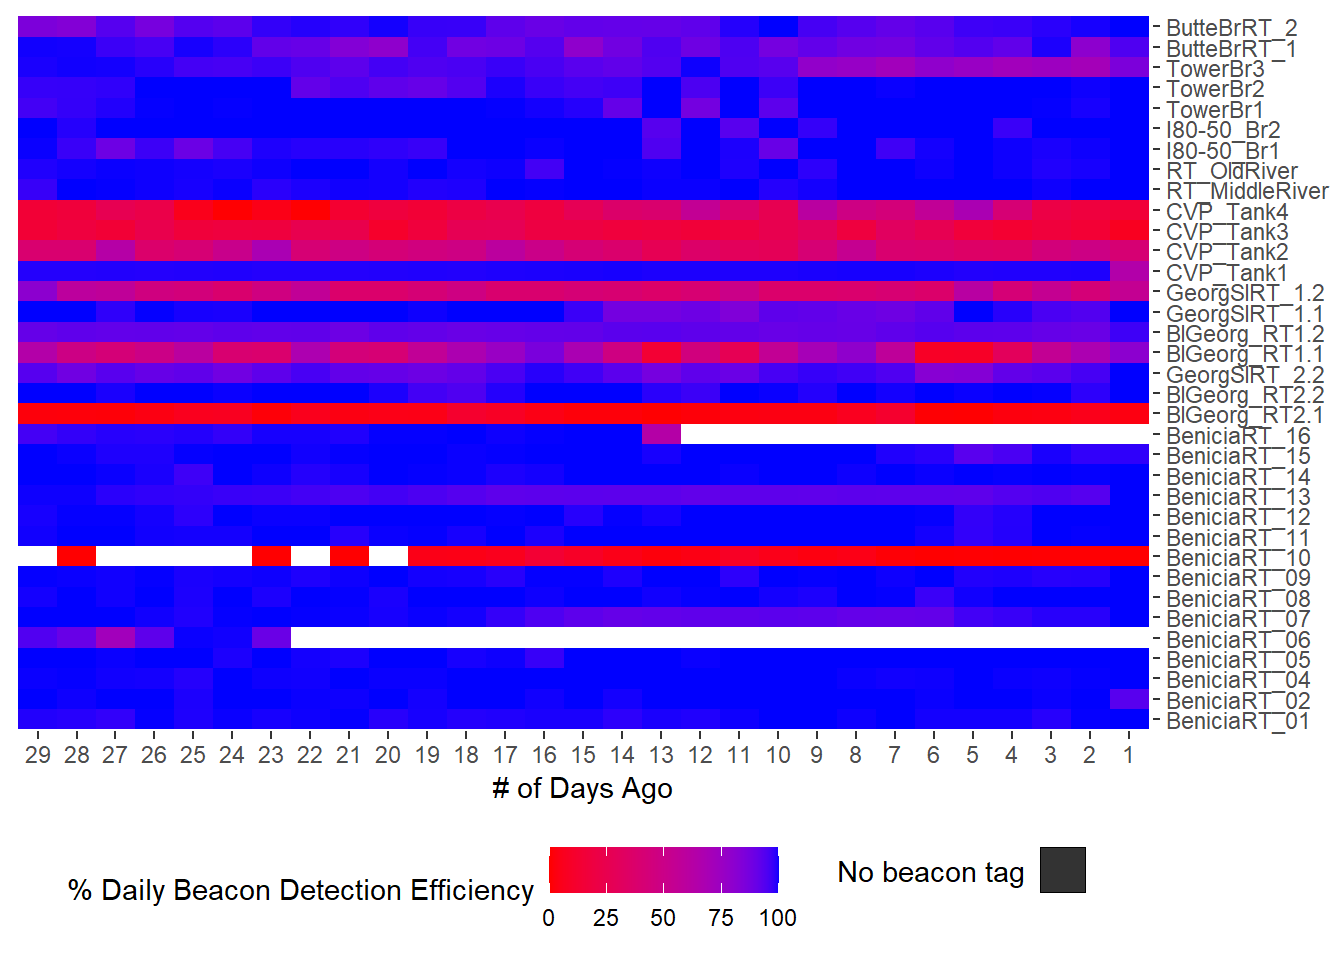 ButteBrRT_2
ButteBrRT_1
TowerBr3
TowerBr2
TowerBr1
I80-50_Br2
I80-50_Br1
RT_OldRiver
RT_MiddleRiver
CVP_Tank4
CVP_Tank3
CVP_Tank2
CVP_Tank1
GeorgSlRT_1.2
GeorgSlRT_1.1
BlGeorg_RT1.2
BlGeorg_RT1.1
GeorgSlRT_2.2
BlGeorg_RT2.2
BlGeorg_RT2.1
BeniciaRT_16
BeniciaRT_15
BeniciaRT_14
BeniciaRT_13
BeniciaRT_12
BeniciaRT_11
BeniciaRT_10
BeniciaRT_09
BeniciaRT_08
BeniciaRT_07
BeniciaRT_06
BeniciaRT_05
BeniciaRT_04
BeniciaRT_02
BeniciaRT_01
29 28 27 26 25 24 23 22 21 20 19 18 17 16 15 14 13 12 11 10 9 8 7 6 5 4 3 2 1
# of Days Ago
% Daily Beacon Detection Efficiency
0 25 50 75 100
No beacon tag